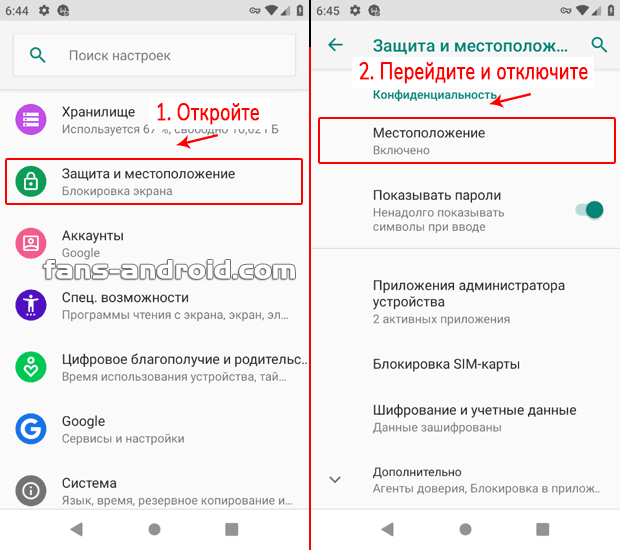 6:44
Поиск настроек
1. Откройте
Хранилище
Используется 67 %, свободно 10,62 ГБ
Защита и местоположение
Блокировка экрана
Аккаунты
Google
fans-android.com
Спец. возможности
Программы чтения с экрана, экран, эл...
Цифровое благополучие и родительс...
Время использования устройства, тай...
Google
Сервисы и настройки
Система
Язык, время, резервное копирование и...
6:45
Защита и местополож...
2. Перейдите и отключите
Конфиденциальность
Местоположение
Включено
Показывать пароли
Ненадолго показывать
символы при вводе
Приложения администратора
устройства
2 активных приложения
Блокировка SIM-карты
Шифрование и учетные данные
Данные зашифрованы
Дополнительно
Агенты доверия, Блокировка в прилож..